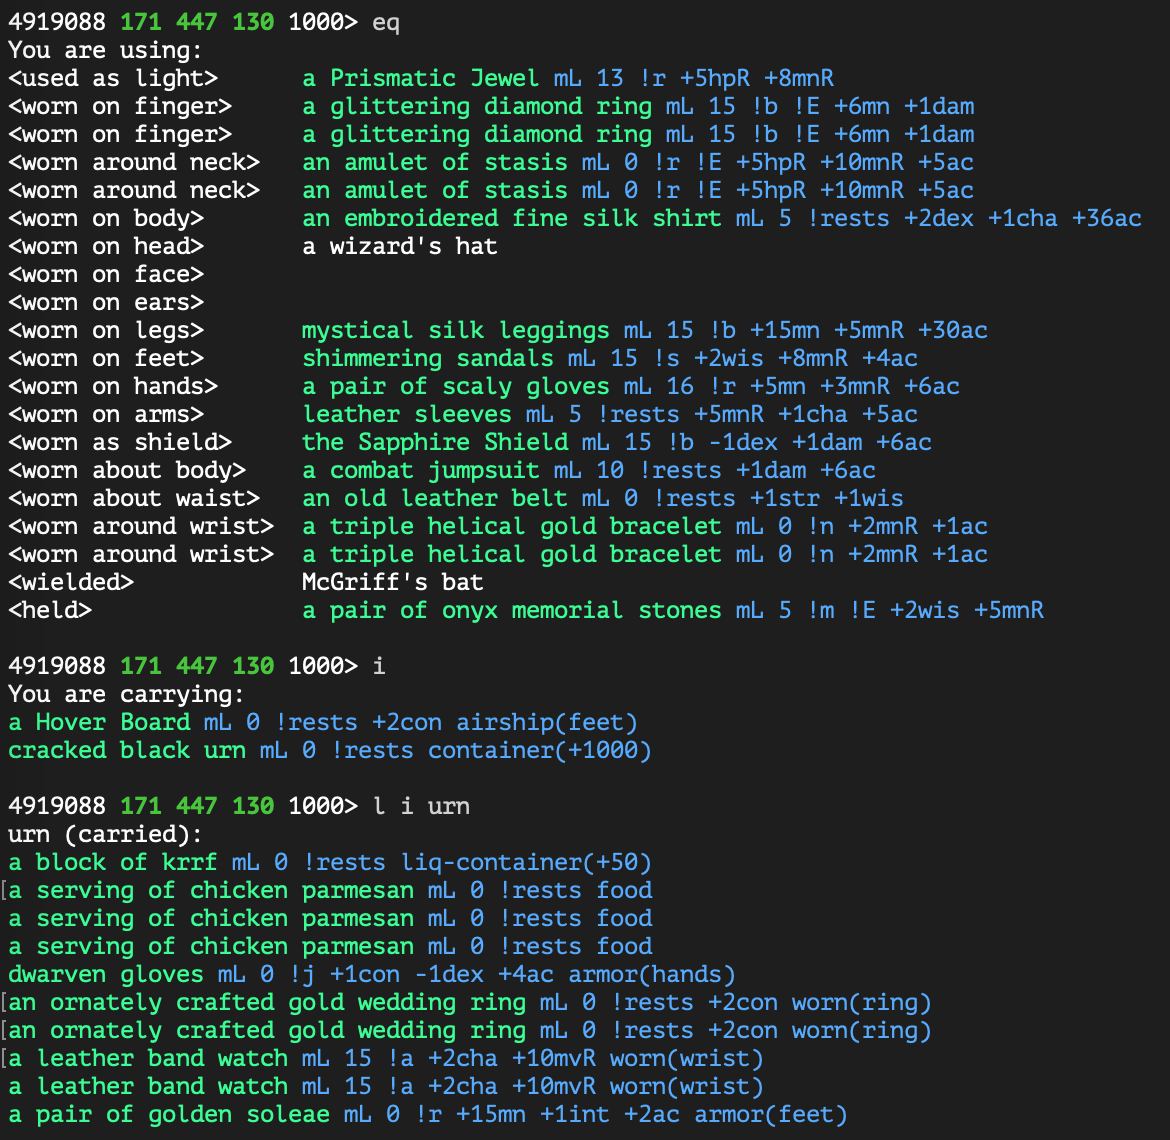 4919088 171 447 130 1000> eq
You are using:
<used as light>      a Prismatic Jewel mL 13 !r +5hpR +8mnR
<worn on finger>     a glittering diamond ring mL 15 !b !E +6mn +1dam
<worn on finger>     a glittering diamond ring mL 15 !b !E +6mn +1dam
<worn around neck>   an amulet of stasis mL 0 !r !E +5hpR +10mnR +5ac
<worn around neck>   an amulet of stasis mL 0 !r !E +5hpR +10mnR +5ac
<worn on body>       an embroidered fine silk shirt mL 5 !rests +2dex +1cha +36ac
<worn on head>       a wizard's hat
<worn on face>
<worn on ears>
<worn on legs>       mystical silk leggings mL 15 !b +15mn +5mnR +30ac
<worn on feet>       shimmering sandals mL 15 !s +2wis +8mnR +4ac
<worn on hands>      a pair of scaly gloves mL 16 !r +5mn +3mnR +6ac
<worn on arms>       leather sleeves mL 5 !rests +5mnR +1cha +5ac
<worn as shield>     the Sapphire Shield mL 15 !b -1dex +1dam +6ac
<worn about body>    a combat jumpsuit mL 10 !rests +1dam +6ac
<worn about waist>   an old leather belt mL 0 !rests +1str +1wis
<worn around wrist>  a triple helical gold bracelet mL 0 !n +2mnR +1ac
<worn around wrist>  a triple helical gold bracelet mL 0 !n +2mnR +1ac
<wielded>            McGriff's bat
<held>               a pair of onyx memorial stones mL 5 !m !E +2wis +5mnR

4919088 171 447 130 1000> i
You are carrying:
a Hover Board mL 0 !rests +2con airship(feet)
cracked black urn mL 0 !rests container(+1000)

4919088 171 447 130 1000> l i urn
urn (carried):
a block of krrf mL 0 !rests liq-container(+50)
[a serving of chicken parmesan mL 0 !rests food
a serving of chicken parmesan mL 0 !rests food
a serving of chicken parmesan mL 0 !rests food
dwarven gloves mL 0 !j +1con -1dex +4ac armor(hands)
[an ornately crafted gold wedding ring mL 0 !rests +2con worn(ring)
[an ornately crafted gold wedding ring mL 0 !rests +2con worn(ring)
[a leather band watch mL 15 !a +2cha +10mvR worn(wrist)
a leather band watch mL 15 !a +2cha +10mvR worn(wrist)
a pair of golden soleae mL 0 !r +15mn +1int +2ac armor(feet)